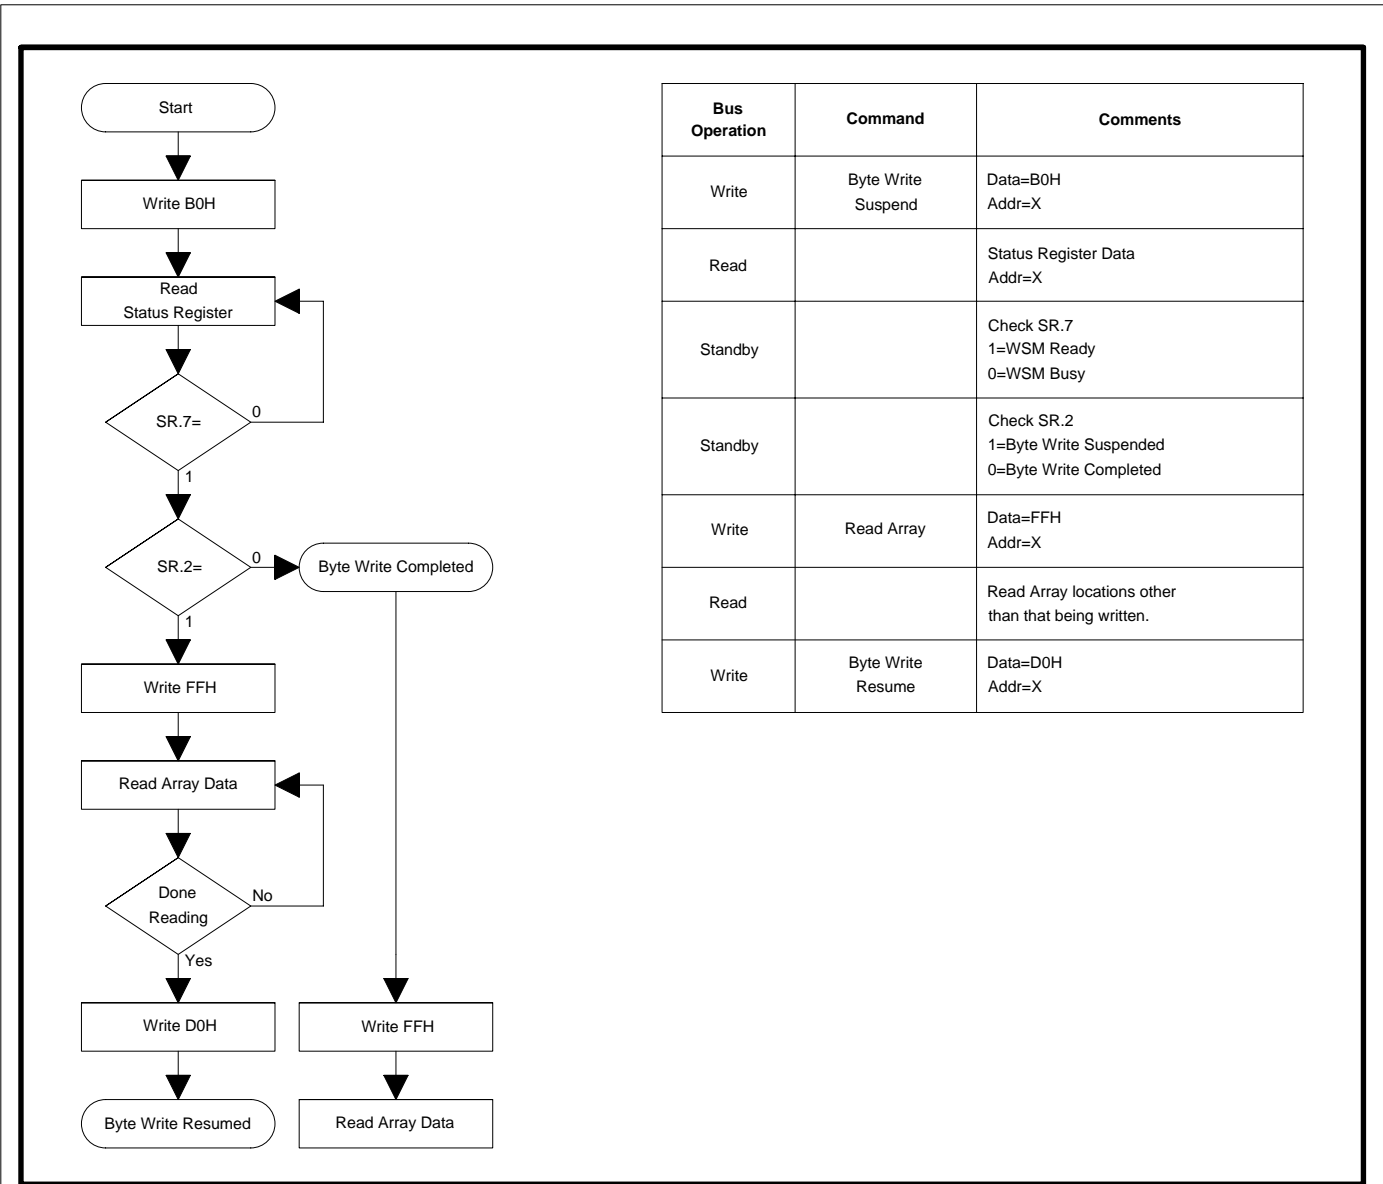 Start
Write B0H
Read
Status Register
SR.7=
0
1
SR.2=
0
Byte Write Completed
1
Write FFH
Read Array Data
Done
Reading
No
Yes
Write D0H
Write FFH
Byte Write Resumed
Read Array Data
Bus
Operation
Command
Comments
Write
Byte Write
Suspend
Data=B0H
Addr=X
Read
Status Register Data
Addr=X
Standby
Check SR.7
1=WSM Ready
0=WSM Busy
Standby
Check SR.2
1=Byte Write Suspended
0=Byte Write Completed
Write
Read Array
Data=FFH
Addr=X
Read
Read Array locations other
than that being written.
Write
Byte Write
Resume
Data=D0H
Addr=X